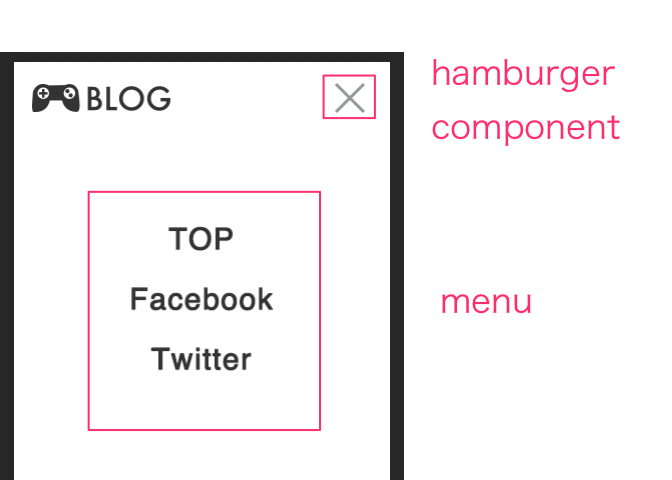 BLOG
hamburger
component
TOP
Facebook
Twitter
menu